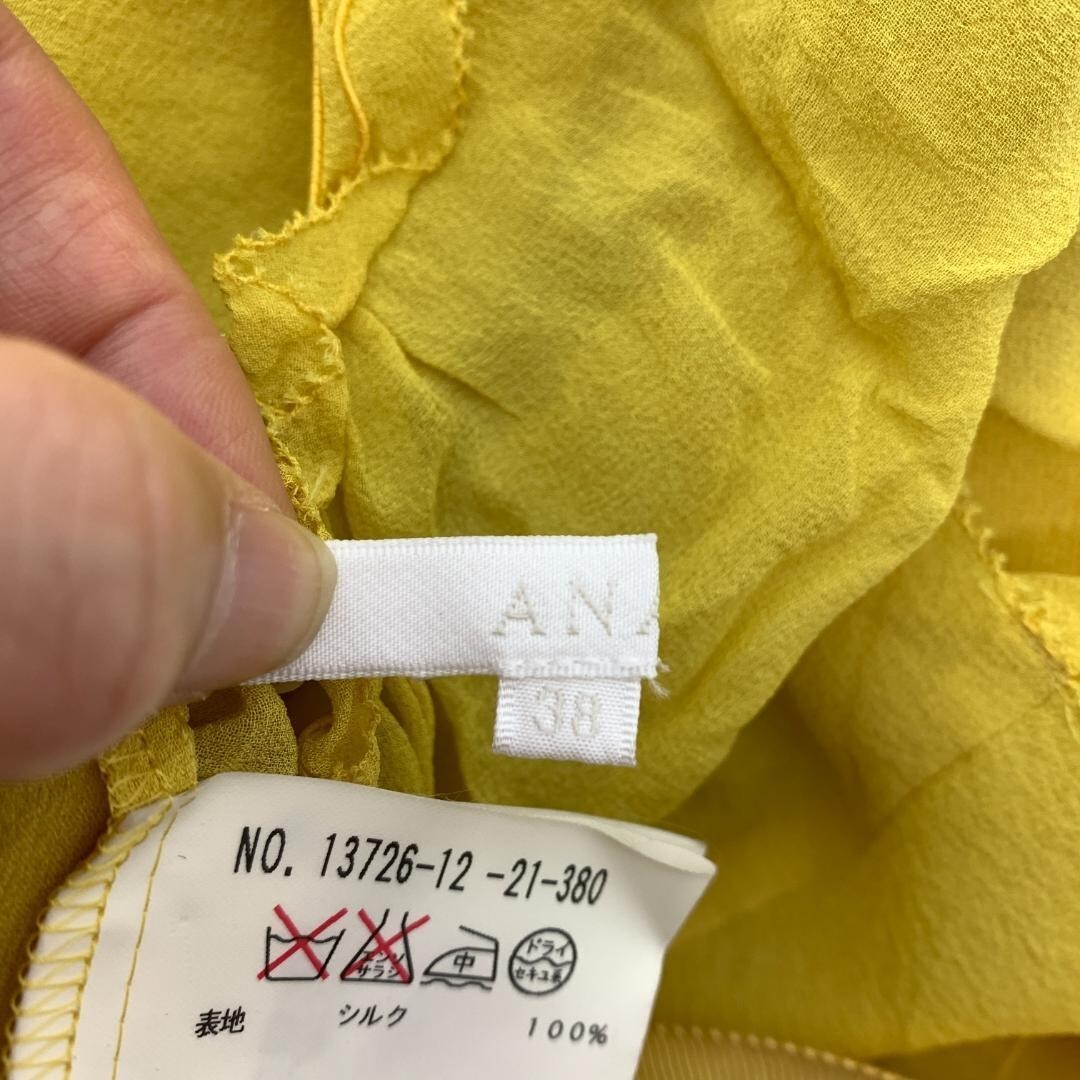 ANA
38
NO. 13726-12 -21-380
エンソサラシ 中 ドライ セキユ系
表地 シルク 100%